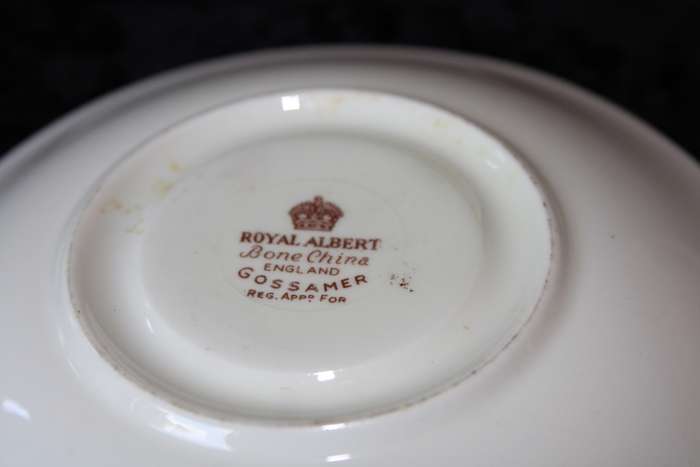 ROYAL ALBERT
Bone China
ENGLAND
GOSSAMER
REG. APPD FOR